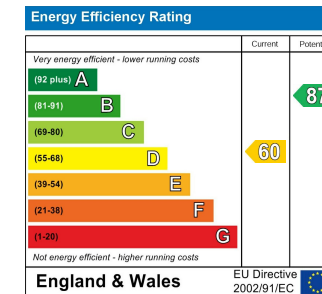 Energy Efficiency Rating
Current Potent
Very energy efficient - lower running costs
(92 plus) A
(81-91) B
87
(69-80) C
(55-68) D
60
(39-54) E
(21-38) F
(1-20) G
Not energy efficient - higher running costs
England & Wales
EU Directive
2002/91/EC